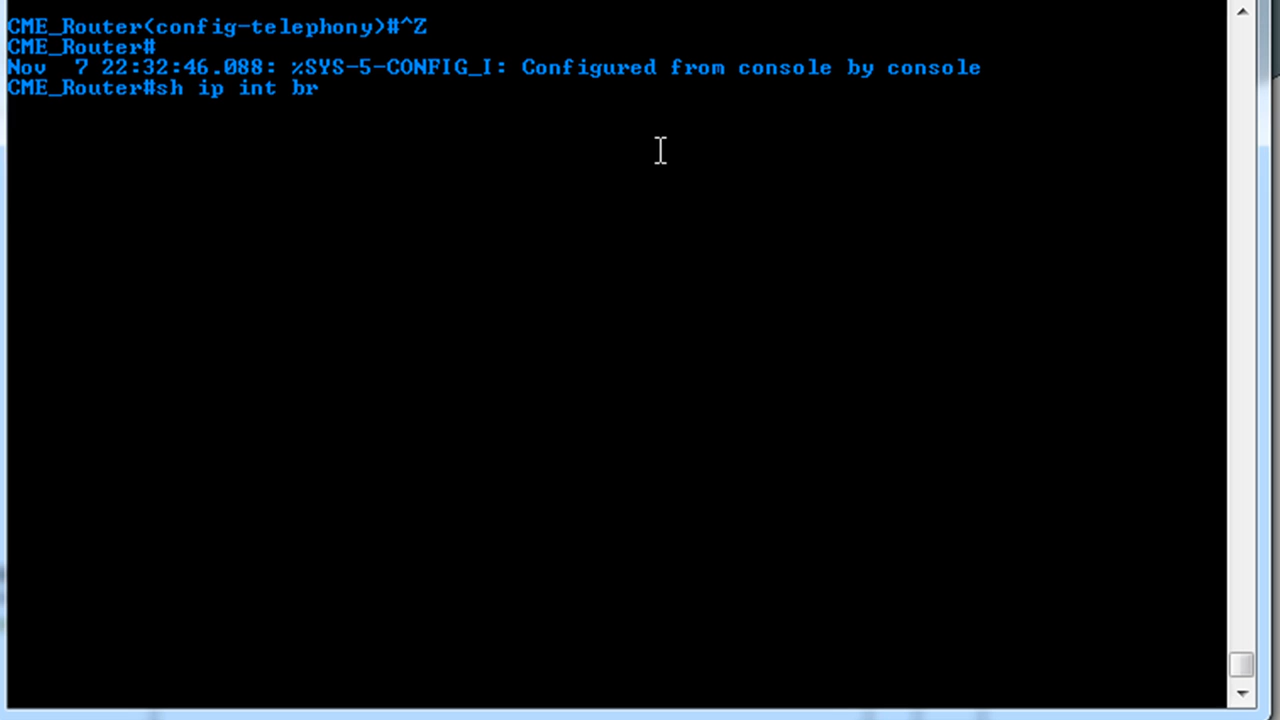 CME_Router(config-telephony)#^Z
CME_Router#
Nov  7 22:32:46.088: %SYS-5-CONFIG_I: Configured from console by console
CME_Router#sh ip int br